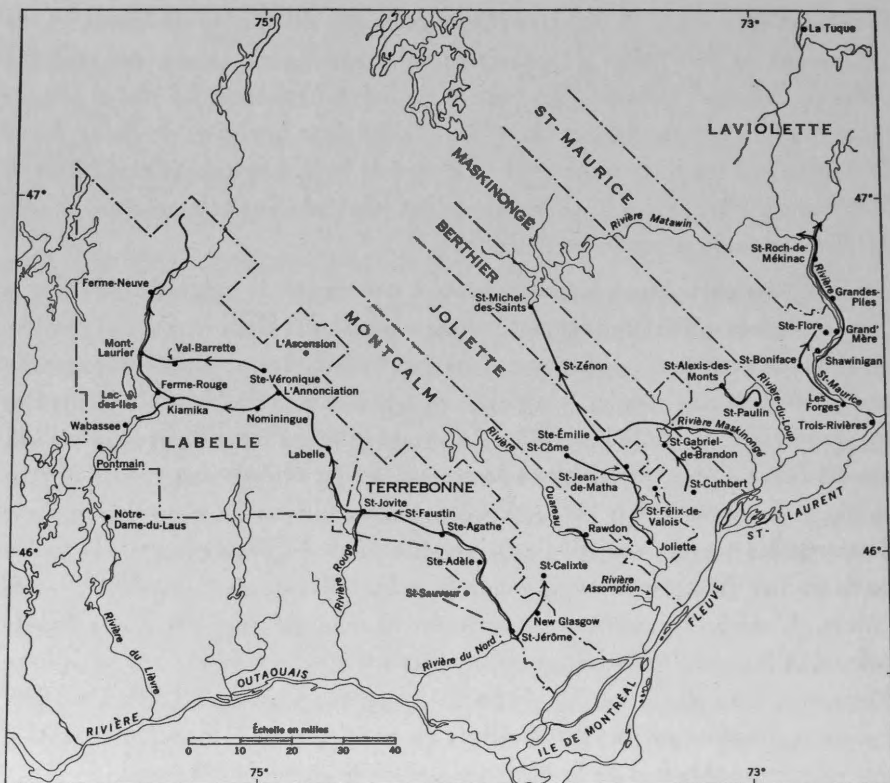 75°
73°
La Tuque
ST-MAURICE
LAVIOLETTE
MASKINONGÉ
47°
47°
BERTHIER
Rivière Matawin
JOLIETTE
St-Roch-de-
Mékinac
Rivière
Ferme-Neuve
St-Michel
des-Saints
Grandes-
Piles
MONTCALM
Ste-Flore
Grand'
Mère
Mont-
Laurier
Val-Barrette
L'Ascension
St-Boniface
Shawinigan
St-Zénon
St-Alexis-des-
Monts
Ste-Véronique
St-Maurice
Ferme-Rouge
L'Annonciation
Rivière-du-Loup
Lac-
des-Iles
Kiamika
St-Paulin
Les
Forges
Nominingue
Rivière Maskinongé
Trois-Rivières
Wabassee
LABELLE
Rivière
Ste-Émilie
St-Côme
St-Gabriel-
de-Brandon
Labelle
Pontmain
St-Jean-
de-Matha
St-Cuthbert
TERREBONNE
St-Jovite
Ouareau
St-Félix-de-
Valois
Notre-
Dame-du-Laus
St-Faustin
ST-LAURENT
Ste-Agathe
Rawdon
Joliette
46°
46°
Ste-Adèle
St-Calixte
Rivière
Assomption
Rivière Rouge
St-Sauveur
FLEUVE
New Glasgow
Rivière du Lièvre
Rivière du Nord
St-Jérôme
RIVIÈRE OUTAOUAIS
ILE DE MONTRÉAL
Échelle en milles
0 10 20 30 40
75°
73°